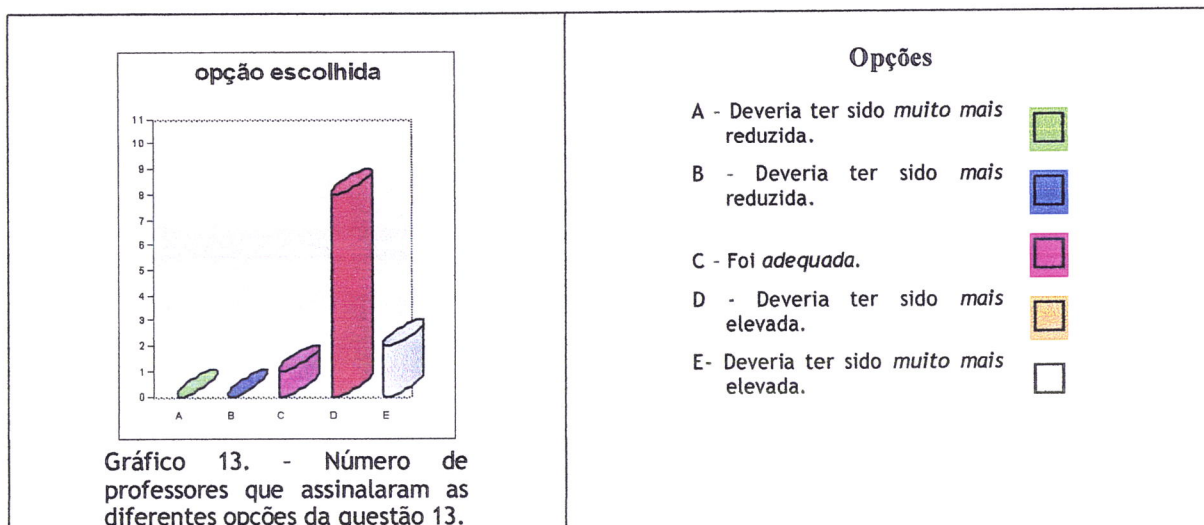 opção escolhida
11
10
9
8
7
6
5
4
3
2
1
0
A B C D E
Gráfico 13. - Número de
professores que assinalaram as
diferentes opções da questão 13.
Opções
A - Deveria ter sido muito mais
reduzida.
B - Deveria ter sido mais
reduzida.
C - Foi adequada.
D - Deveria ter sido mais
elevada.
E- Deveria ter sido muito mais
elevada.